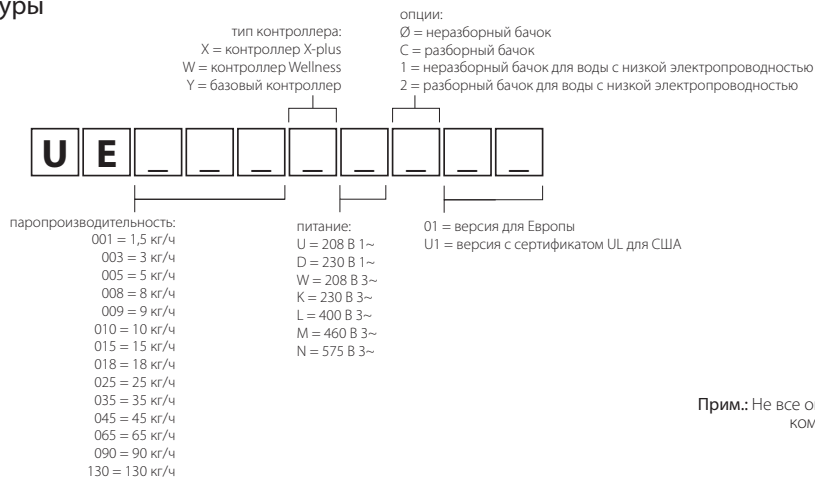 уры
тип контроллера:
X = контроллер X-plus
W = контроллер Wellness
Y = базовый контроллер
опции:
Ø = неразборный бачок
C = разборный бачок
1 = неразборный бачок для воды с низкой электропроводностью
2 = разборный бачок для воды с низкой электропроводностью
U E _ _ _ _ _ _ _ _
паропроизводительность:
001 = 1,5 кг/ч
003 = 3 кг/ч
005 = 5 кг/ч
008 = 8 кг/ч
009 = 9 кг/ч
010 = 10 кг/ч
015 = 15 кг/ч
018 = 18 кг/ч
025 = 25 кг/ч
035 = 35 кг/ч
045 = 45 кг/ч
065 = 65 кг/ч
090 = 90 кг/ч
130 = 130 кг/ч
питание:
U = 208 В 1~
D = 230 В 1~
W = 208 В 3~
K = 230 В 3~
L = 400 В 3~
M = 460 В 3~
N = 575 В 3~
01 = версия для Европы
U1 = версия с сертификатом UL для США
Прим.: Не все о
ком